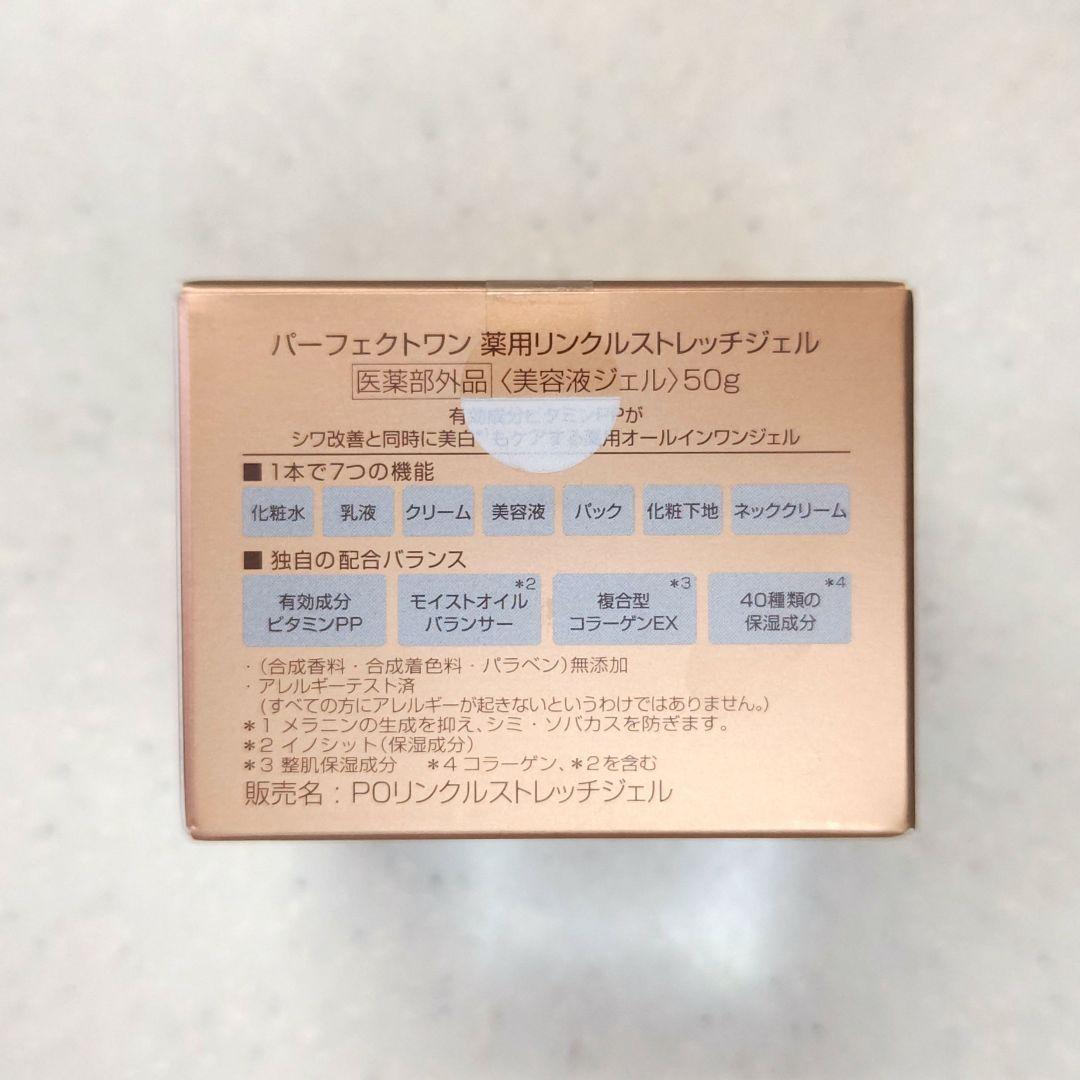 パーフェクトワン 薬用リンクルストレッチジェル
医薬部外品〈美容液ジェル〉50g
有効成分ビタミンPPが
シワ改善と同時に美白*1もケアする薬用オールインワンジェル
■ 1本で7つの機能
化粧水 乳液 クリーム 美容液 パック 化粧下地 ネッククリーム
■ 独自の配合バランス
*2 *3 *4
有効成分 モイストオイル 複合型 40種類の
ビタミンPP バランサー コラーゲンEX 保湿成分
・(合成香料・合成着色料・パラベン)無添加
・アレルギーテスト済
(すべての方にアレルギーが起きないというわけではありません。)
*1 メラニンの生成を抑え、シミ・ソバカスを防ぎます。
*2 イノシット(保湿成分)
*3 整肌保湿成分 *4 コラーゲン、*2を含む
販売名 : POリンクルストレッチジェル